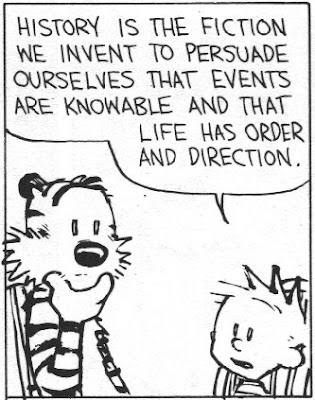 HISTORY IS THE FICTION
WE INVENT TO PERSUADE
OURSELVES THAT EVENTS
ARE KNOWABLE AND THAT
LIFE HAS ORDER
AND DIRECTION.